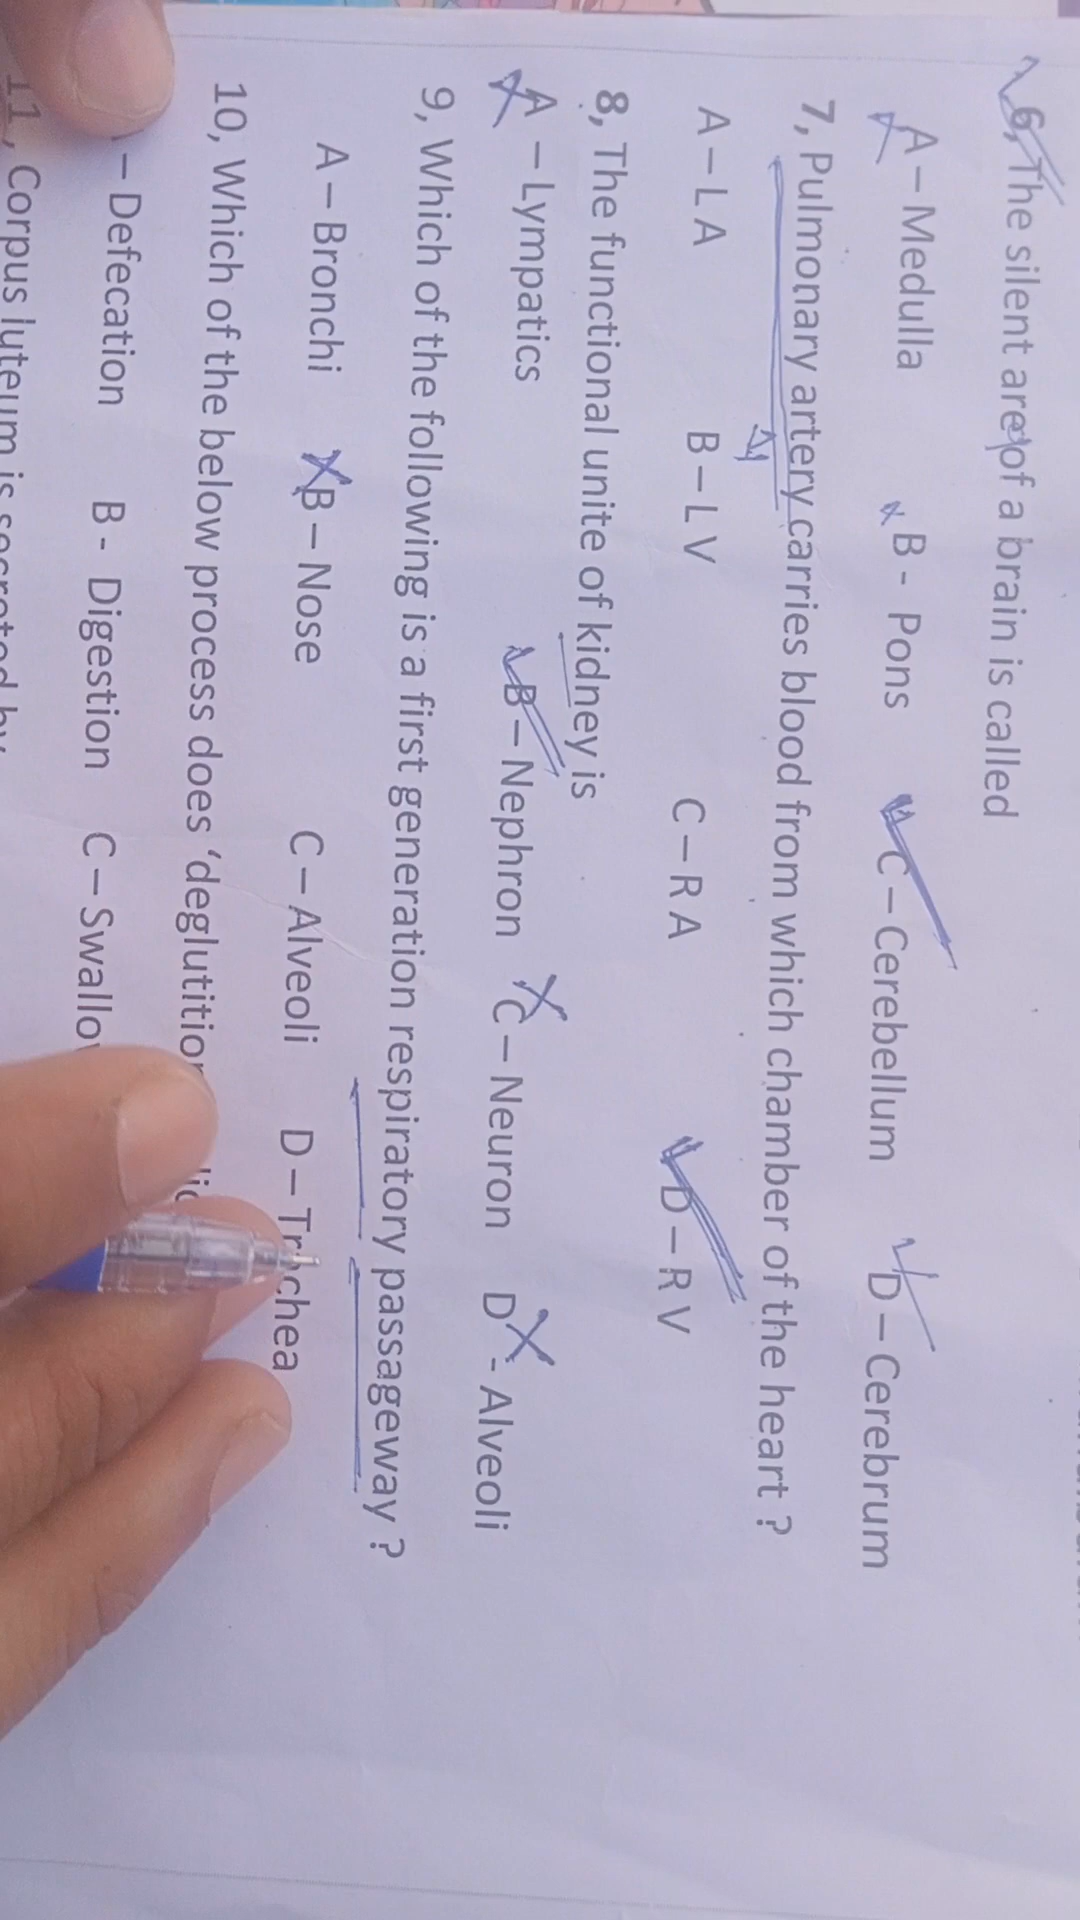 6, The silent are of a brain is called
A – Medulla B - Pons C – Cerebellum D – Cerebrum
7, Pulmonary artery carries blood from which chamber of the heart ?
A – L A B – L V C – R A D – R V
8, The functional unite of kidney is
A – Lympatics B – Nephron C – Neuron D - Alveoli
9, Which of the following is a first generation respiratory passageway ?
A – Bronchi B – Nose C – Alveoli D – Trachea
10, Which of the below process does ‘deglutition
– Defecation B - Digestion C – Swallo
11, Corpus luteum is secreted by